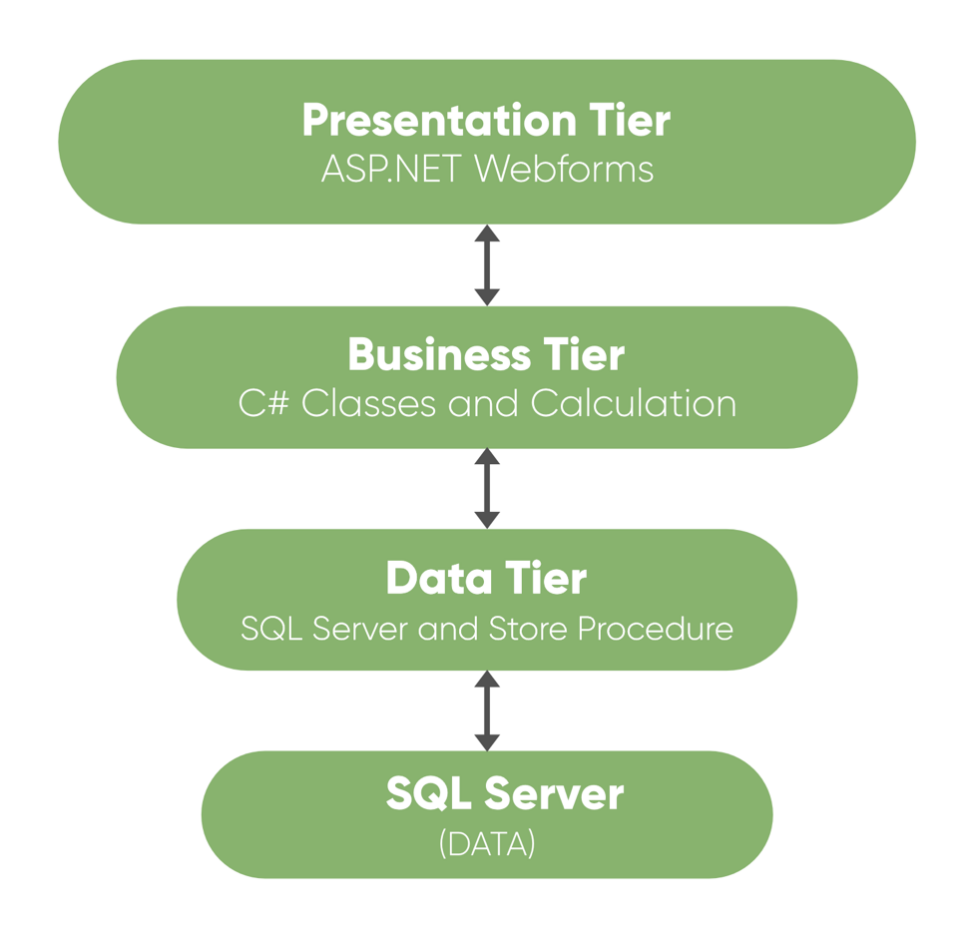 Presentation Tier
ASP.NET Webforms
Business Tier
C# Classes and Calculation
Data Tier
SQL Server and Store Procedure
SQL Server
(DATA)